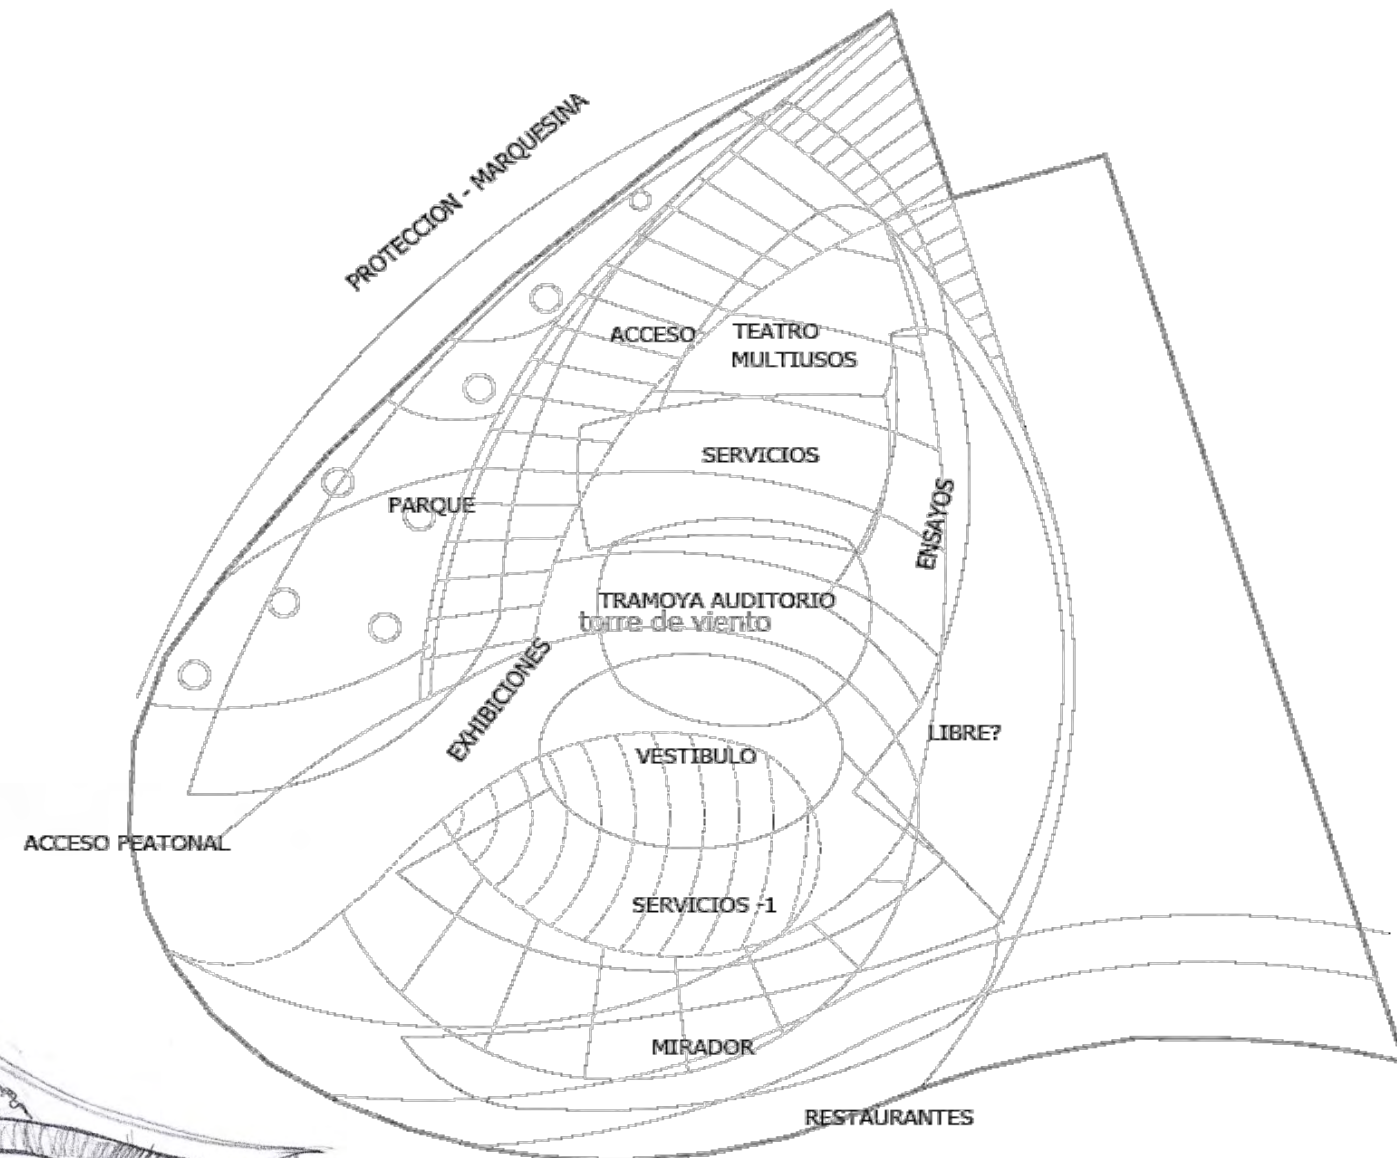 PROTECCION - MARQUESINA
ACCESO
TEATRO
MULTIUSOS
SERVICIOS
PARQUE
ENSAYOS
TRAMOYA AUDITORIO
torre de viento
EXHIBICIONES
LIBRE?
VESTIBULO
ACCESO PEATONAL
SERVICIOS -1
MIRADOR
RESTAURANTES